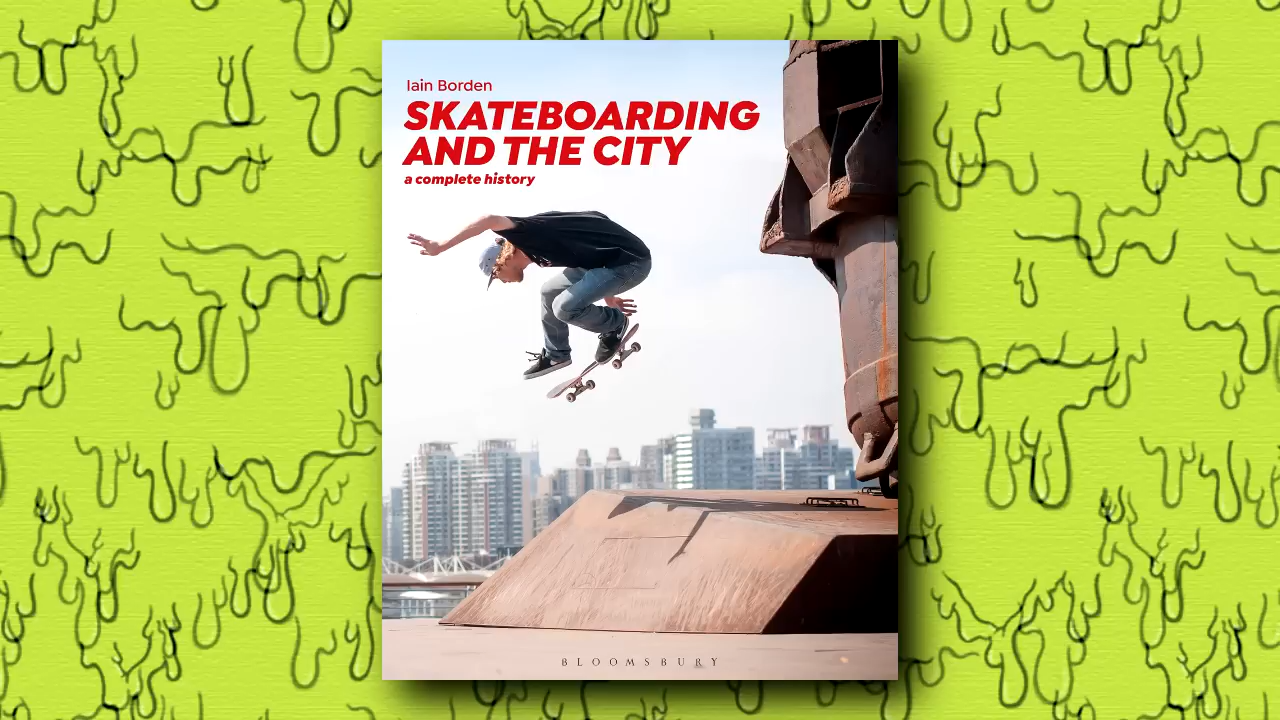 Iain Borden
SKATEBOARDING
AND THE CITY
a complete history
BLOOMSBURY